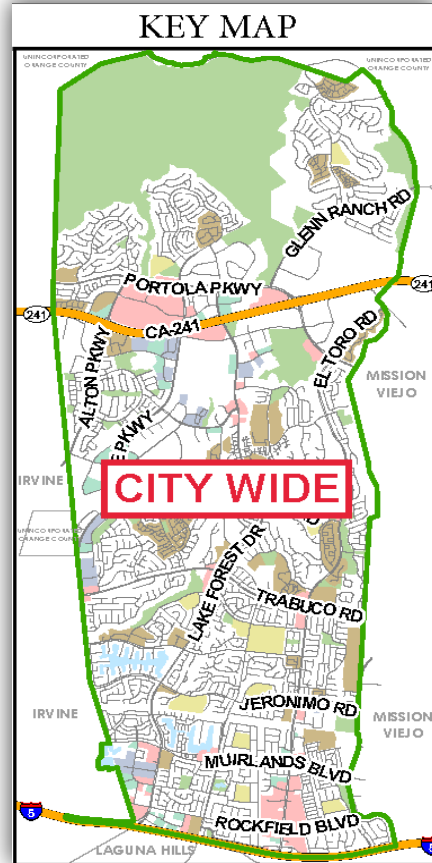 KEY MAP
UNINCORPORATED
ORANGE COUNTY
UNINCORPORATED
ORANGE COUNTY
GLENN RANCH RD
PORTOLA PKWY
241
241
CA-241
EL TORO RD
ALTON PKWY
MISSION
VIEJO
E PKWY
IRVINE
CITY WIDE
UNINCORPORATED
ORANGE COUNTY
LAKE FOREST DR
TRABUCO RD
JERONIMO RD
IRVINE
MISSION
VIEJO
MUIRLANDS BLVD
5
ROCKFIELD BLVD
5
LAGUNA HILLS